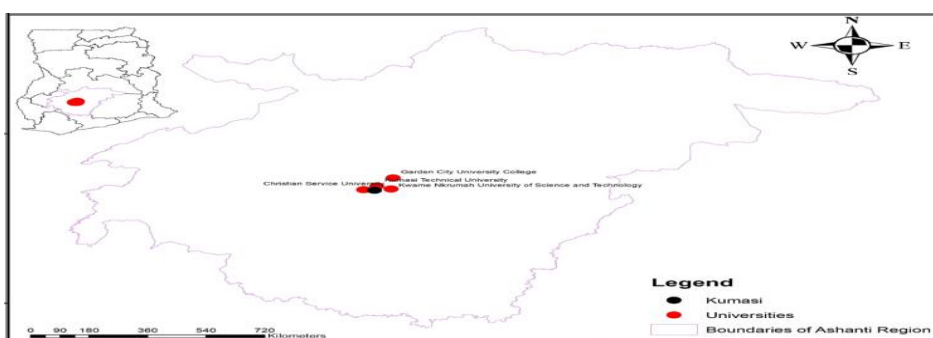 N
W E
S
Garden City University College
Kumasi Technical University
Christian Service University
Kwame Nkrumah University of Science and Technology
Legend
Kumasi
Universities
Boundaries of Ashanti Region
0 90 180 360 540 720
Kilometers